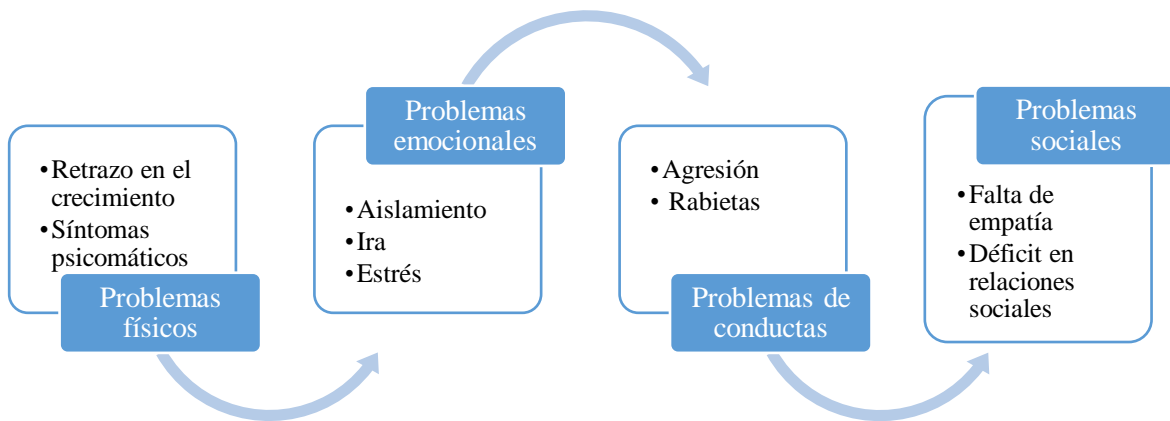 •Retrazo en el
crecimiento
•Síntomas
psicomáticos
Problemas
físicos
Problemas
emocionales
•Aislamiento
•Ira
•Estrés
•Agresión
• Rabietas
Problemas de
conductas
Problemas
sociales
•Falta de
empatía
•Déficit en
relaciones
sociales